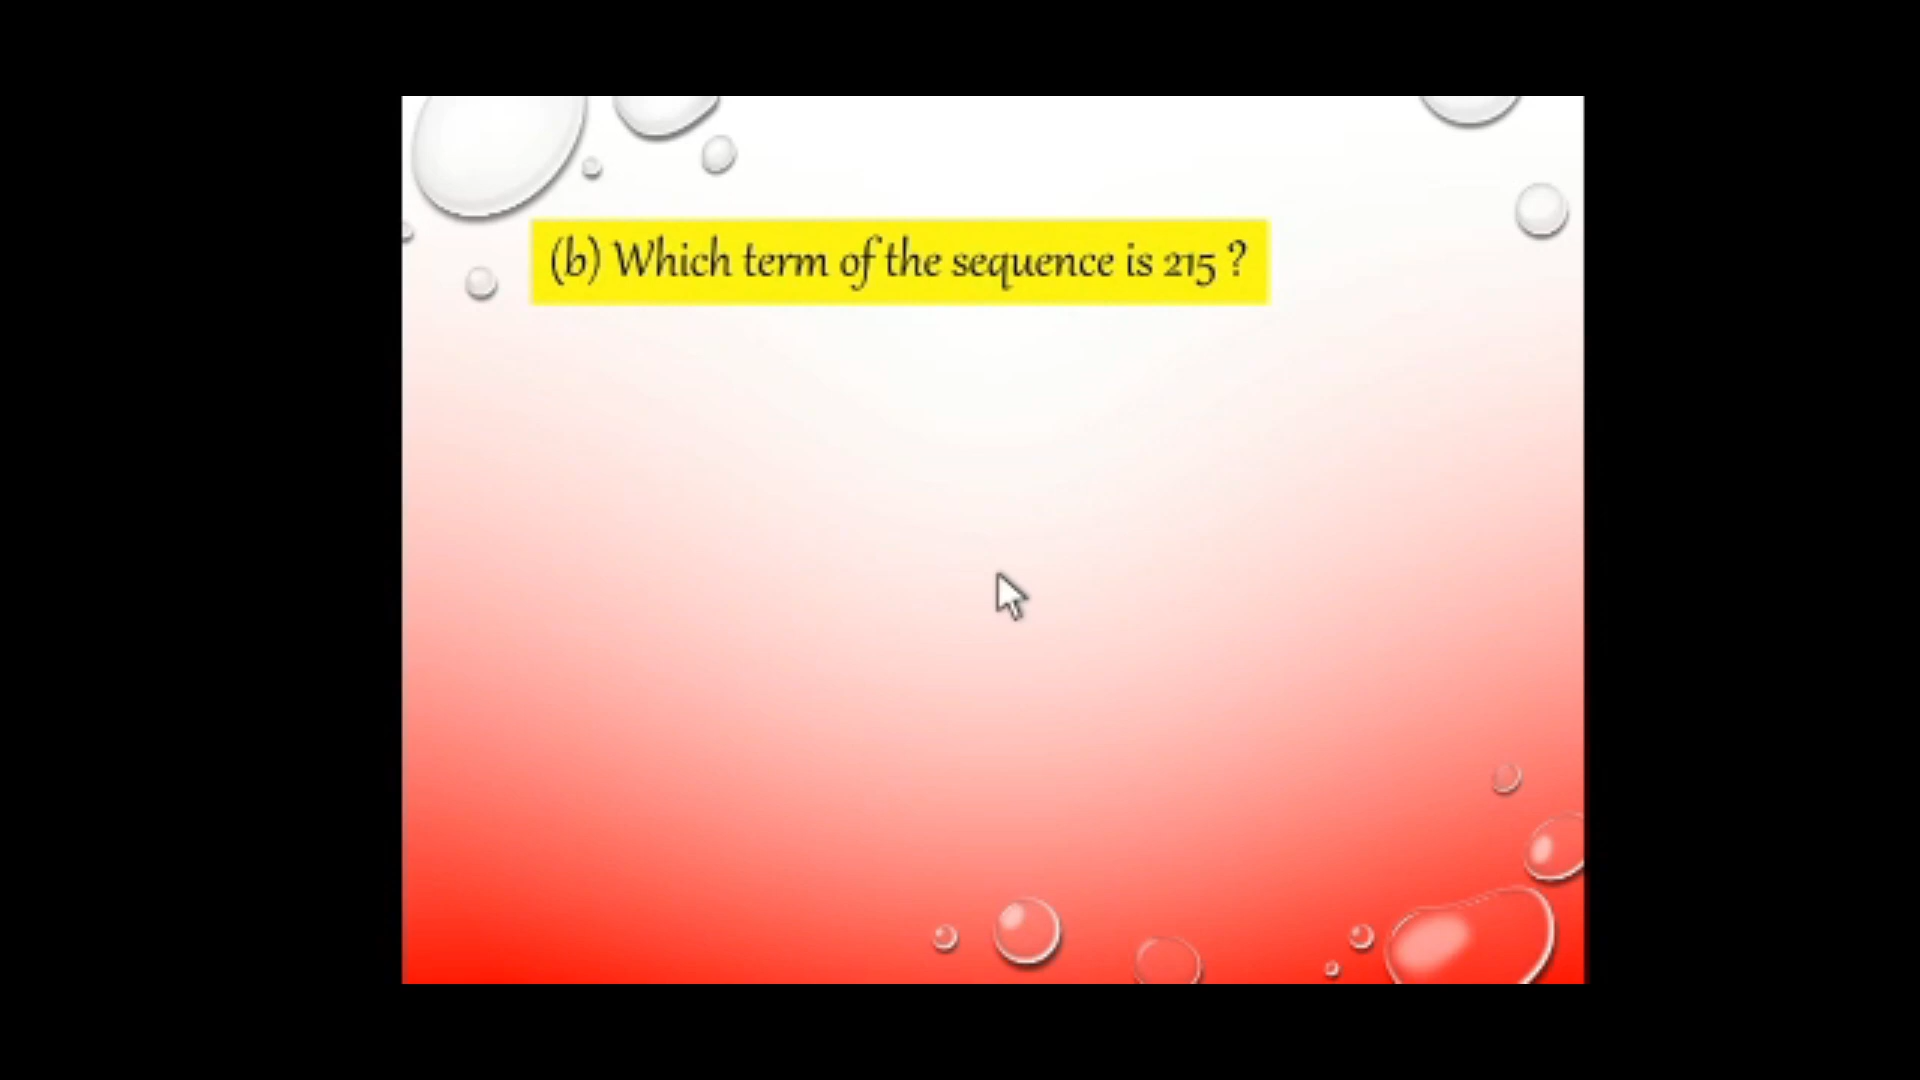 (b) Which term of the sequence is 215 ?